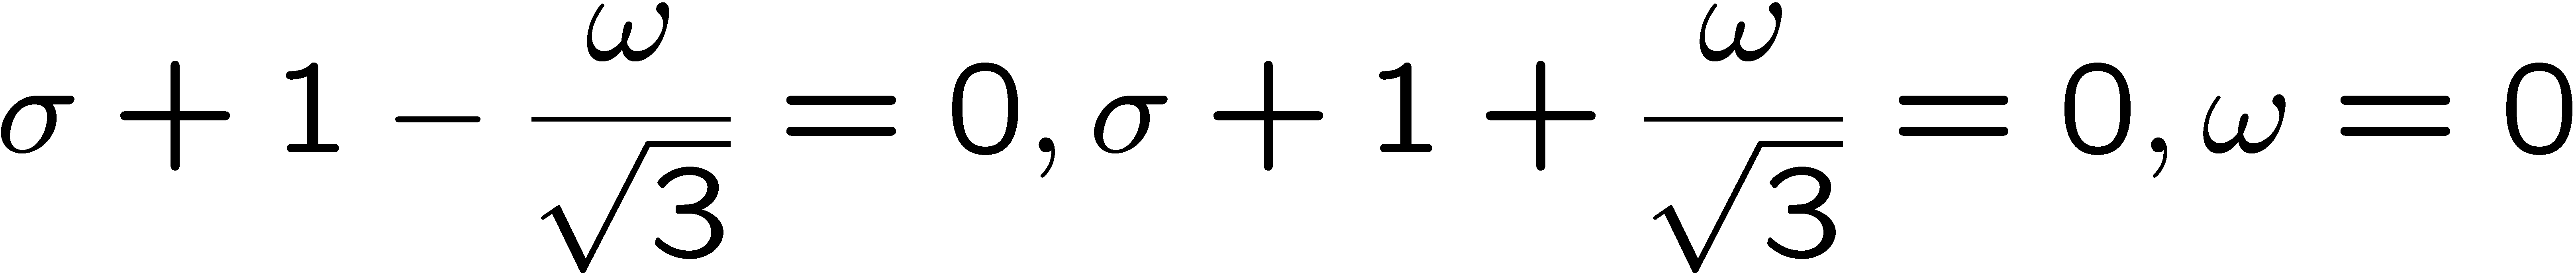 σ + 1 − ω/√3 = 0, σ + 1 + ω/√3 = 0, ω = 0